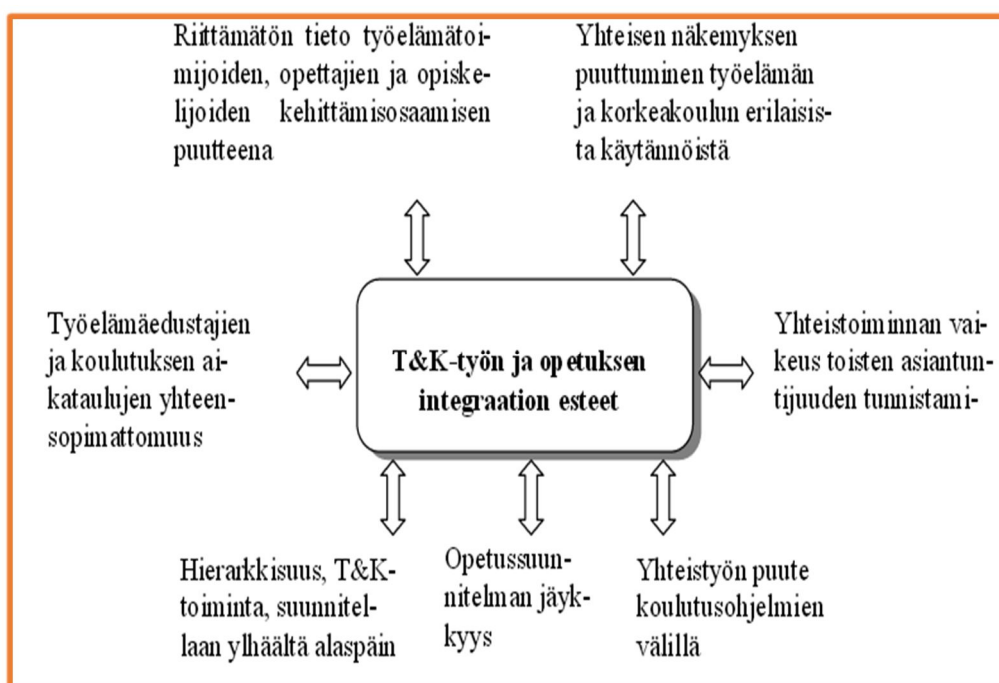 Riittämätön tieto työelämätoi-
mijoiden, opettajien ja opiske-
lijoiden kehittämisosaamisen
puutteena
Yhteisen näkemyksen
puuttuminen työelämän
ja korkeakoulun erilaisis-
ta käytännöistä
Työelämäedustajien
ja koulutuksen ai-
kataulujen yhteen-
sopimattomuus
T&K-työn ja opetuksen
integraation esteet
Yhteistoiminnan vai-
keus toisten asiantun-
tijuuden tunnistami-
Hierarkkisuus, T&K-
toiminta, suunnitel-
laan ylhäältä alaspäin
Opetussuun-
nitelman jäyk-
kyys
Yhteistyön puute
koulutusohjelmien
välillä